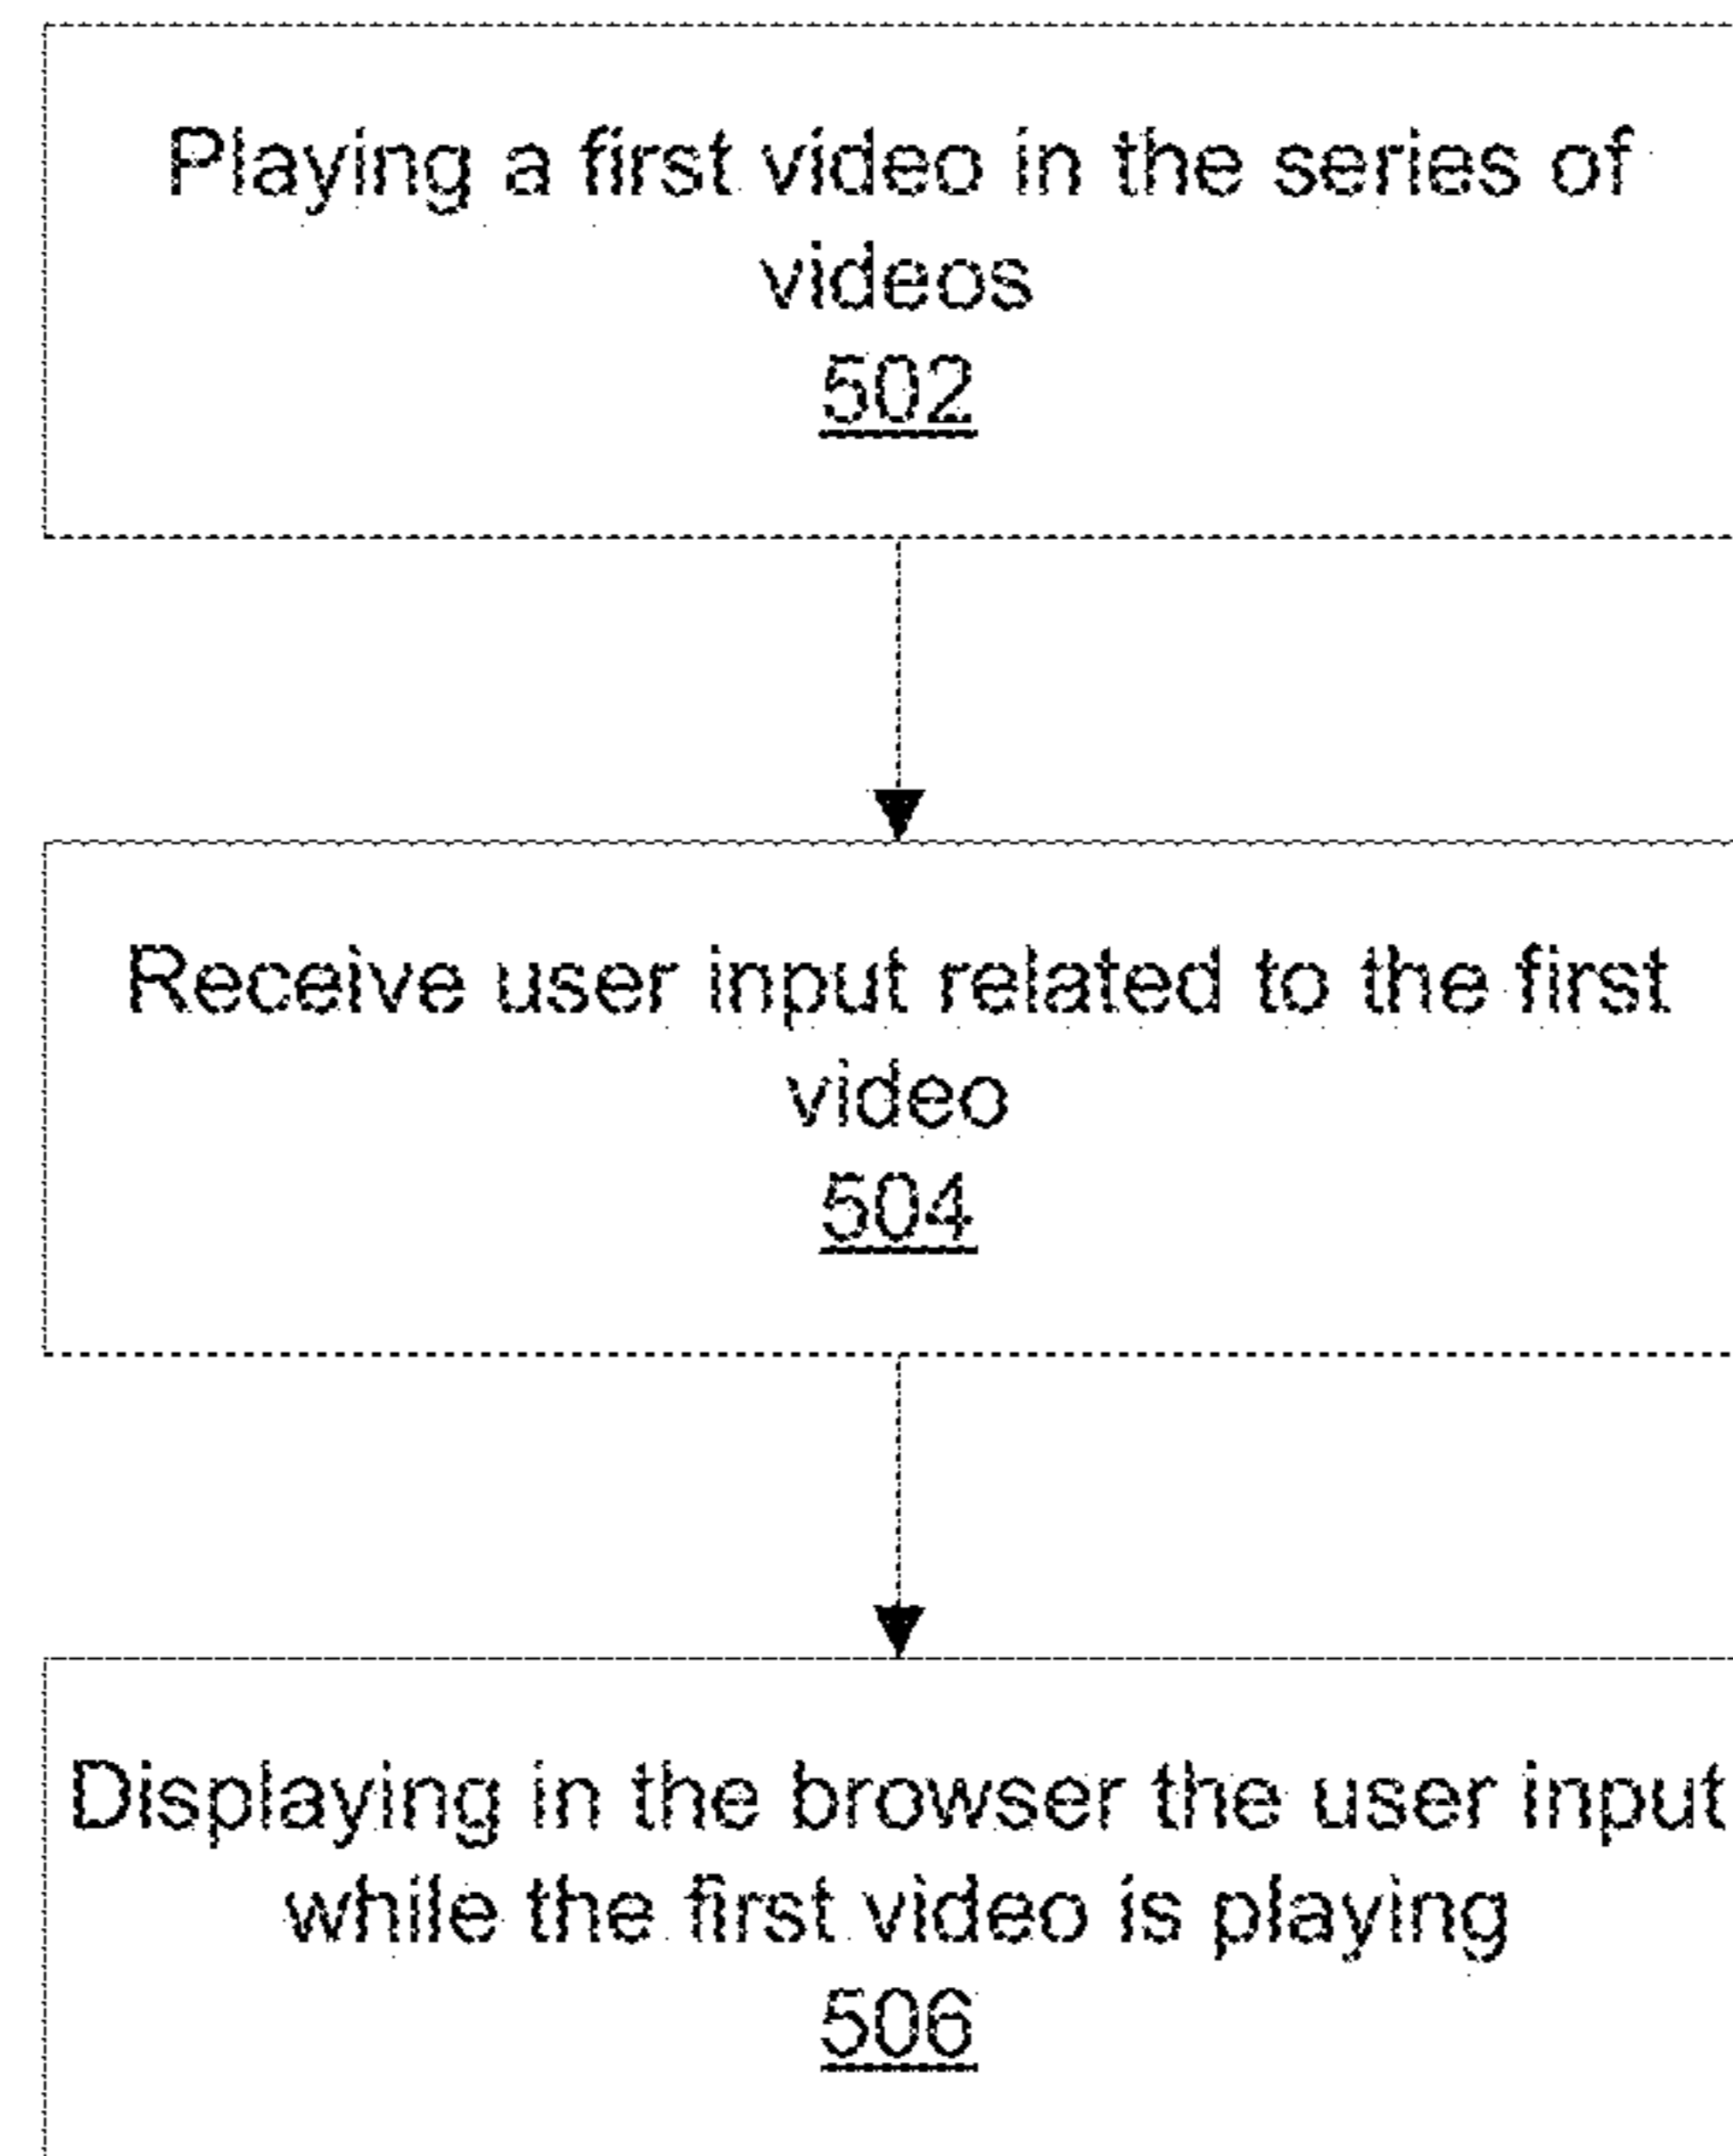 Playing a first video in the series of
videos
502
Receive user input related to the first
video
504
Displaying in the browser the user input
while the first video is playing
506